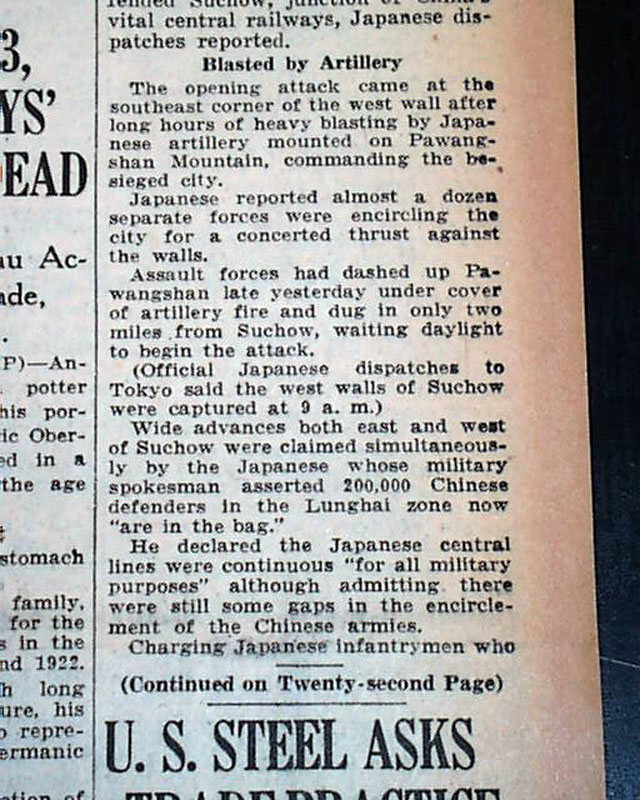 3,
YS'
EAD
au Ac-
ade,
P)—An-
potter
his por-
ic Ober-
ed in a
the age
stomach
family,
for the
s in the
nd 1922.
h long
ure, his
repre-
ermanic
ation of
fended Suchow, junction of China's
vital central railways, Japanese dis-
patches reported.
Blasted by Artillery
The opening attack came at the
southeast corner of the west wall after
long hours of heavy blasting by Japa-
nese artillery mounted on Pawang-
shan Mountain, commanding the be-
sieged city.
Japanese reported almost a dozen
separate forces were encircling the
city for a concerted thrust against
the walls.
Assault forces had dashed up Pa-
wangshan late yesterday under cover
of artillery fire and dug in only two
miles from Suchow, waiting daylight
to begin the attack.
(Official Japanese dispatches to
Tokyo said the west walls of Suchow
were captured at 9 a. m.)
Wide advances both east and west
of Suchow were claimed simultaneous-
ly by the Japanese whose military
spokesman asserted 200,000 Chinese
defenders in the Lunghai zone now
"are in the bag."
He declared the Japanese central
lines were continuous "for all military
purposes" although admitting there
were still some gaps in the encircle-
ment of the Chinese armies.
Charging Japanese infantrymen who
(Continued on Twenty-second Page)
U. S. STEEL ASKS
TRADE PRACTICE